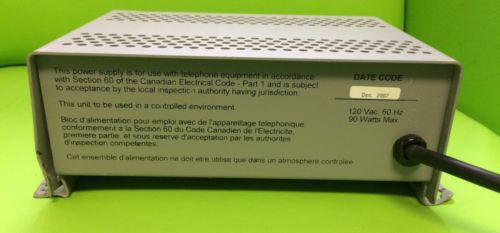 This power supply is for use with telephone equipment in accordance
with Section 60 of the Canadian Electrical Code - Part 1 and is subject
to acceptance by the local inspection authority having jurisdiction.
This unit to be used in a controlled environment.
Bloc d'alimentation pour emploi avec de l'appareillage telephonique
conformement a la Section 60 du Code Canadien de l'Electricite,
premiere partie, et sous reserve d'acceptation par les authorites
d'inspection competentes.
Cet ensemble d'alimentation ne doit etre utilise que dans un atmosphere controlee
DATE CODE
Dec. 2007
120 Vac, 60 Hz
90 Watts Max.